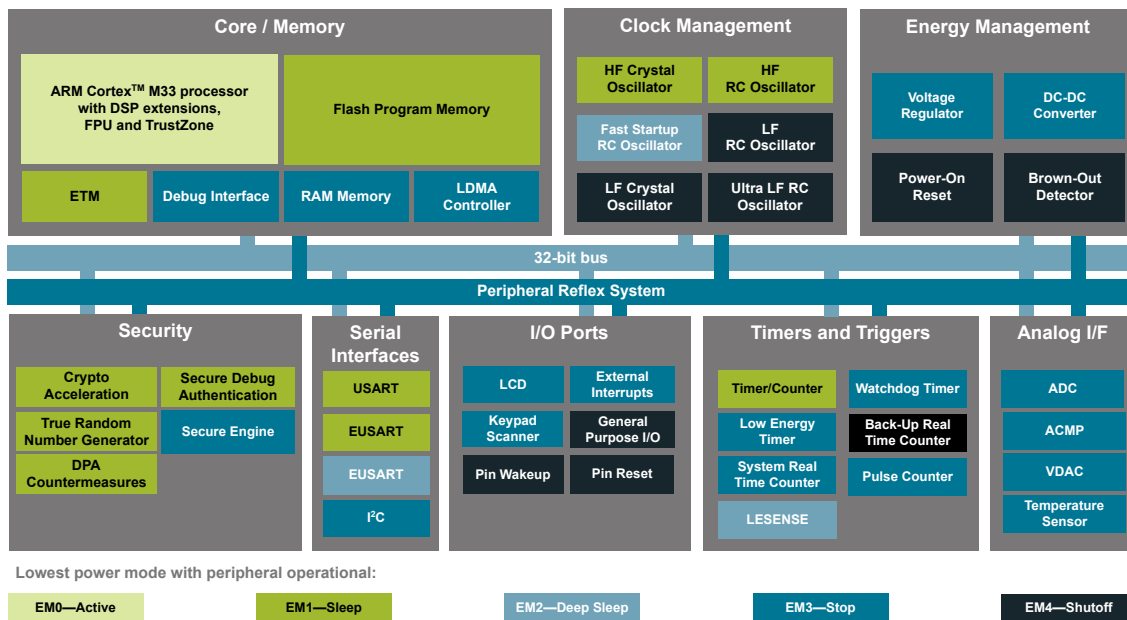 Core / Memory
ARM Cortex™ M33 processor
with DSP extensions,
FPU and TrustZone
Flash Program Memory
ETM
Debug Interface
RAM Memory
LDMA
Controller
Clock Management
HF Crystal
Oscillator
HF
RC Oscillator
Fast Startup
RC Oscillator
LF
RC Oscillator
LF Crystal
Oscillator
Ultra LF RC
Oscillator
Energy Management
Voltage
Regulator
DC-DC
Converter
Power-On
Reset
Brown-Out
Detector
32-bit bus
Peripheral Reflex System
Security
Crypto
Acceleration
Secure Debug
Authentication
True Random
Number Generator
Secure Engine
DPA
Countermeasures
Serial
Interfaces
USART
EUSART
EUSART
I²C
I/O Ports
LCD
External
Interrupts
Keypad
Scanner
General
Purpose I/O
Pin Wakeup
Pin Reset
Timers and Triggers
Timer/Counter
Watchdog Timer
Low Energy
Timer
Back-Up Real
Time Counter
System Real
Time Counter
Pulse Counter
LESENSE
Analog I/F
ADC
ACMP
VDAC
Temperature
Sensor
Lowest power mode with peripheral operational:
EM0—Active
EM1—Sleep
EM2—Deep Sleep
EM3—Stop
EM4—Shutoff